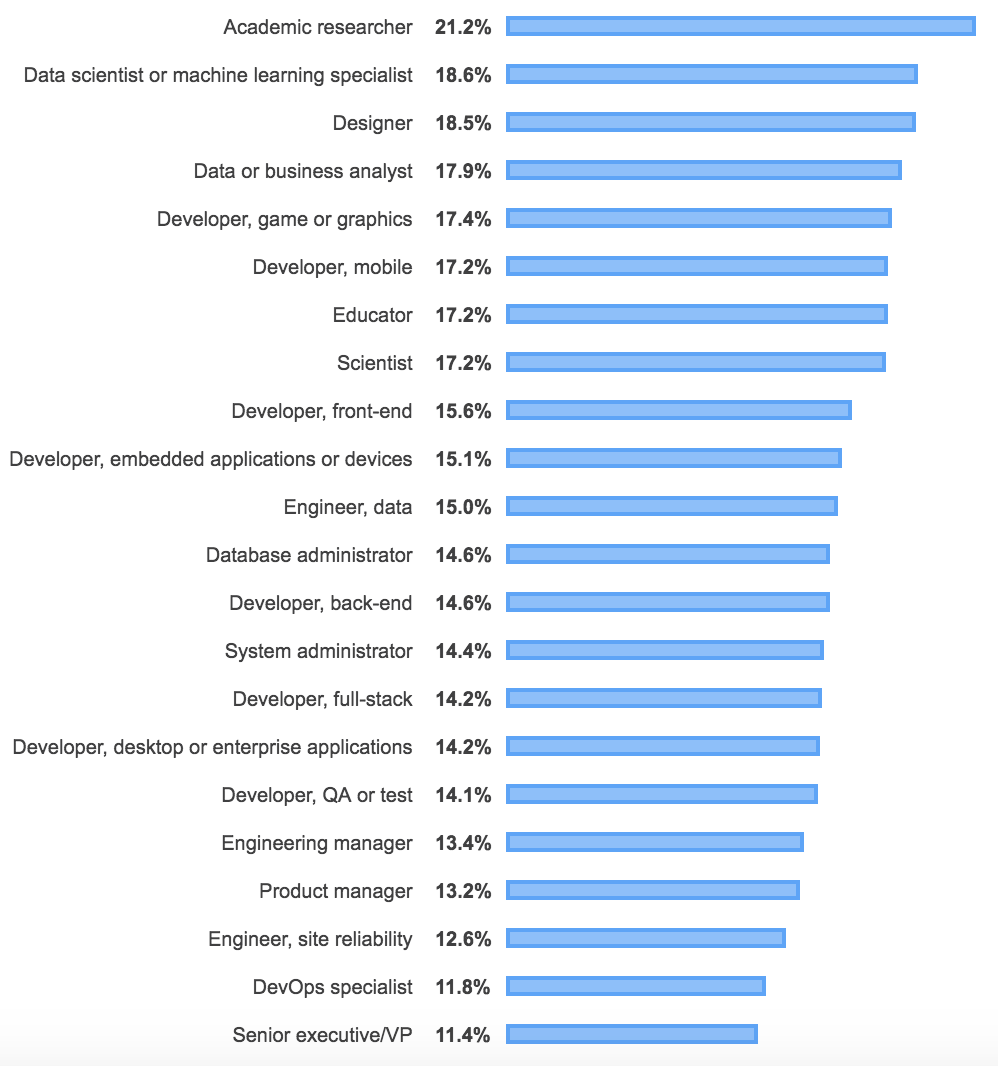 Academic researcher 21.2%
Data scientist or machine learning specialist 18.6%
Designer 18.5%
Data or business analyst 17.9%
Developer, game or graphics 17.4%
Developer, mobile 17.2%
Educator 17.2%
Scientist 17.2%
Developer, front-end 15.6%
Developer, embedded applications or devices 15.1%
Engineer, data 15.0%
Database administrator 14.6%
Developer, back-end 14.6%
System administrator 14.4%
Developer, full-stack 14.2%
Developer, desktop or enterprise applications 14.2%
Developer, QA or test 14.1%
Engineering manager 13.4%
Product manager 13.2%
Engineer, site reliability 12.6%
DevOps specialist 11.8%
Senior executive/VP 11.4%